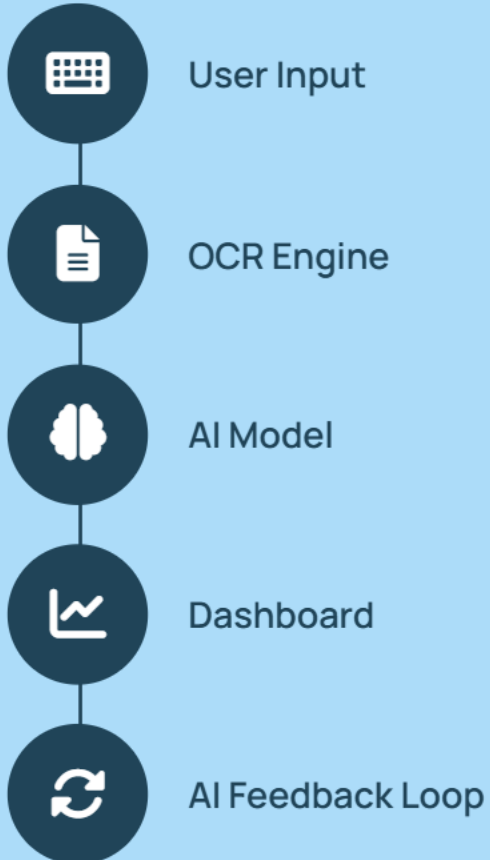 User Input
OCR Engine
AI Model
Dashboard
AI Feedback Loop